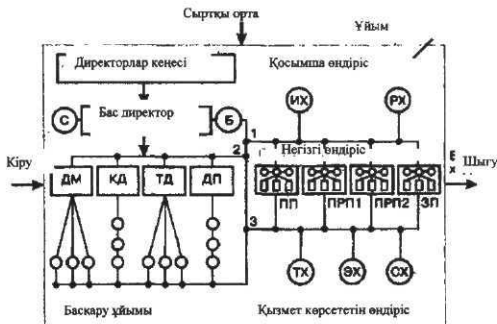 Сыртқы орта
Ұйым
Директорлар кеңесі
Қосымша өндіріс
С
Бас директор
Б
ИХ
РХ
1
2
Кіру
Негізгі өндіріс
Е
х
Шығу
ДМ
КД
ТД
ДП
ПП
ПРП1
ПРП2
ЗП
3
ТХ
ЭХ
СХ
Басқару ұйымы
Қызмет көрсететін өндіріс